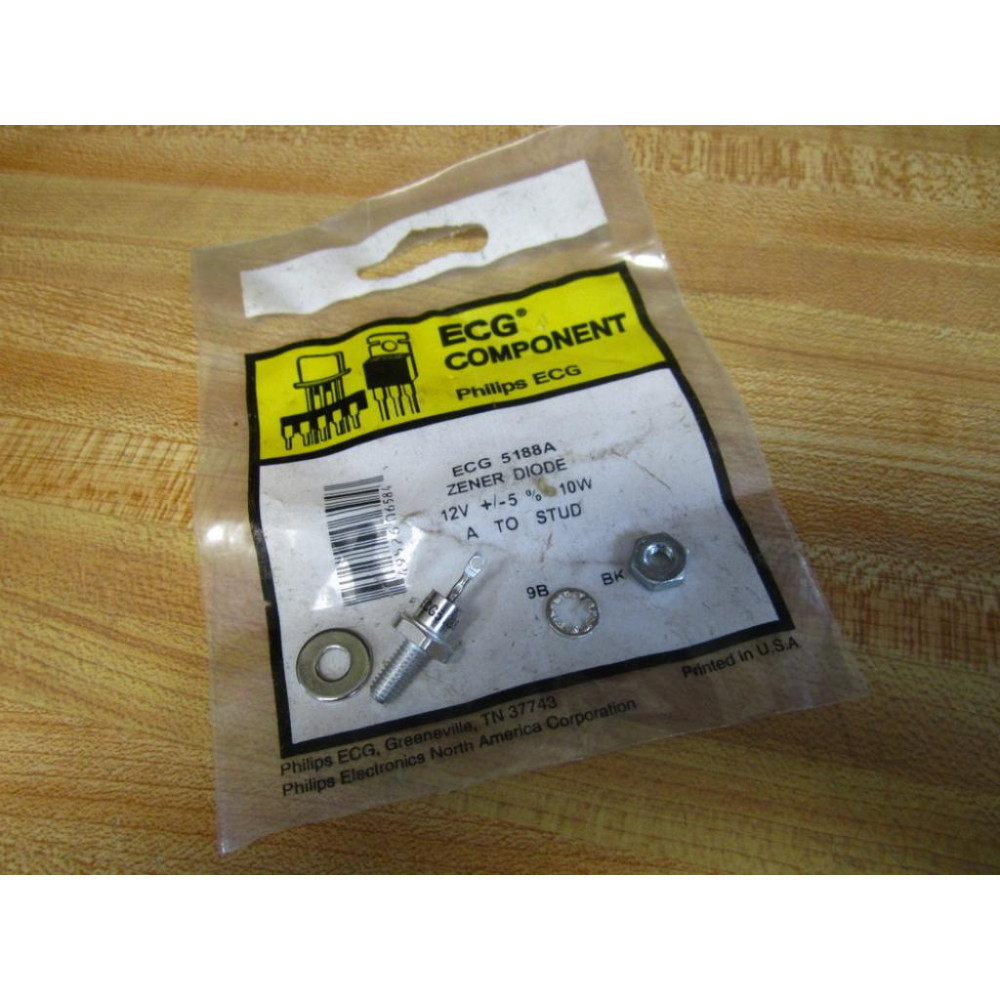 ECG®
COMPONENT
Philips ECG
ECG 5188A
ZENER DIODE
12V +/-5 % 10W
A TO STUD
9B
BK
Printed in U.S.A
Philips ECG, Greeneville, TN 37743
Philips Electronics North America Corporation